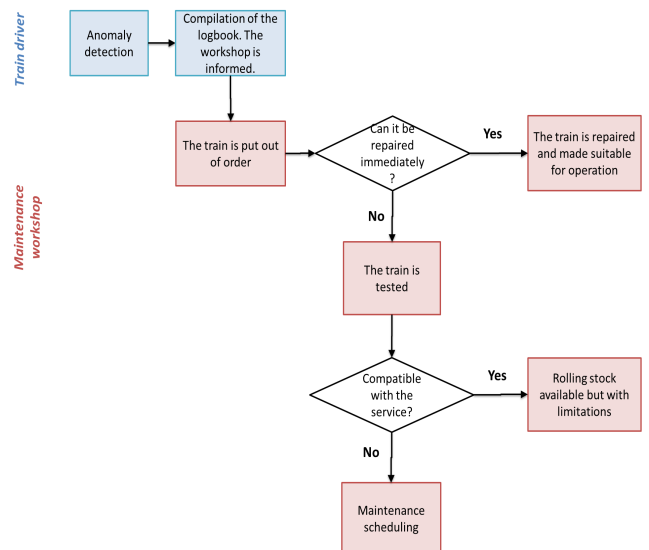 Train driver
Anomaly
detection
Compilation of the
logbook. The
workshop is
informed.
Maintenance
workshop
The train is put out
of order
Can it be
repaired
immediately
?
Yes
The train is repaired
and made suitable
for operation
No
The train is
tested
Compatible
with the
service?
Yes
Rolling stock
available but with
limitations
No
Maintenance
scheduling